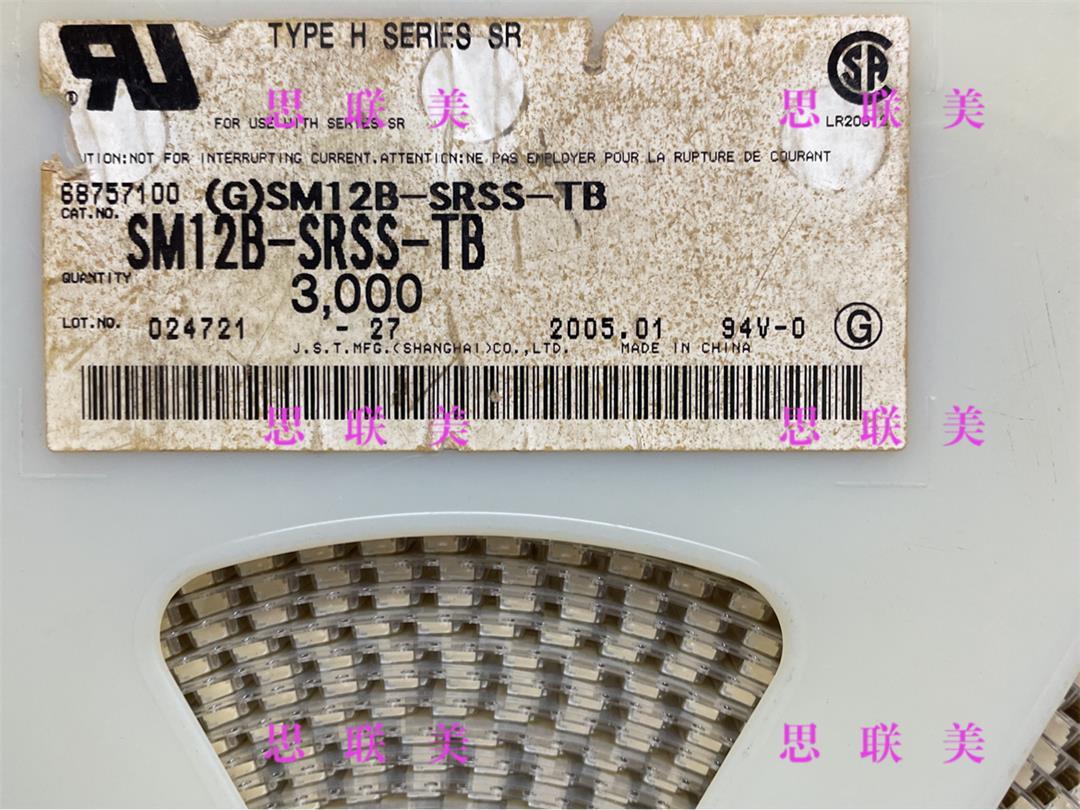 TYPE H SERIES SR
FOR USE WITH SERIES SR
思联美 思联美
UTION:NOT FOR INTERRUPTING CURRENT.ATTENTION:NE PAS EMPLOYER POUR LA RUPTURE DE COURANT
68757100 (G)SM12B-SRSS-TB
CAT.NO.
SM12B-SRSS-TB
QUANTITY
3,000
LOT.NO. 024721 - 27 2005.01 94V-0 G
J.S.T.MFG.(SHANGHAI)CO.,LTD. MADE IN CHINA
思联美 思联美
思联美 思联美